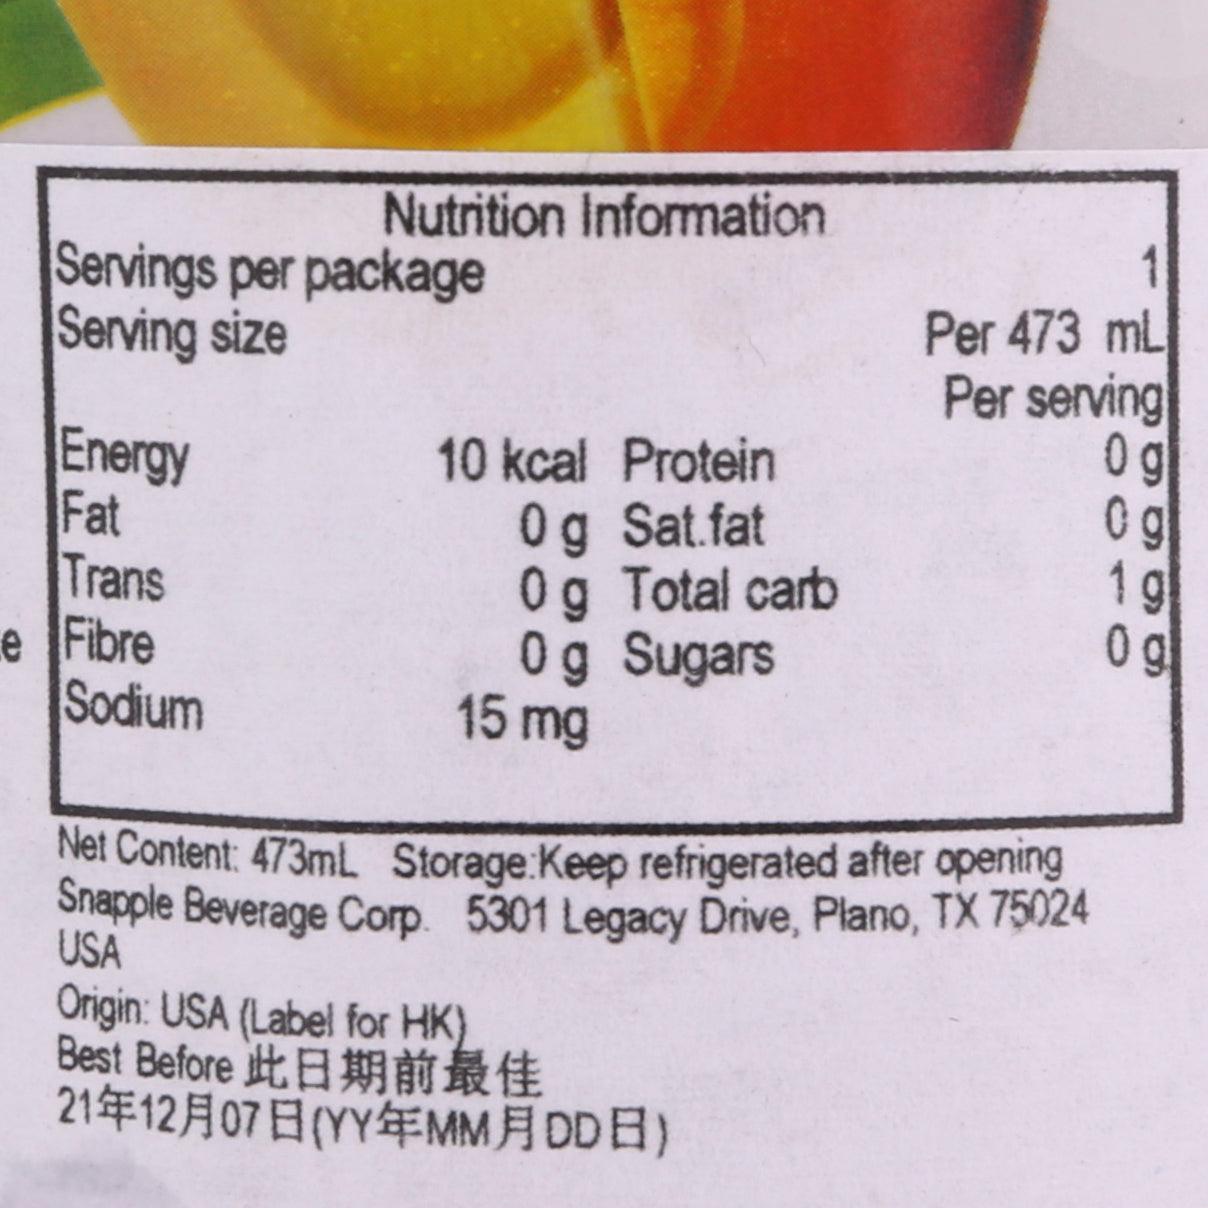 Nutrition Information
Servings per package 1
Serving size Per 473 mL
Per serving
Energy 10 kcal Protein 0 g
Fat 0 g Sat.fat 0 g
Trans 0 g Total carb 1 g
Fibre 0 g Sugars 0 g
Sodium 15 mg
Net Content: 473mL Storage:Keep refrigerated after opening
Snapple Beverage Corp. 5301 Legacy Drive, Plano, TX 75024
USA
Origin: USA (Label for HK)
Best Before 此日期前最佳
21年12月07日(YY年MM月DD日)